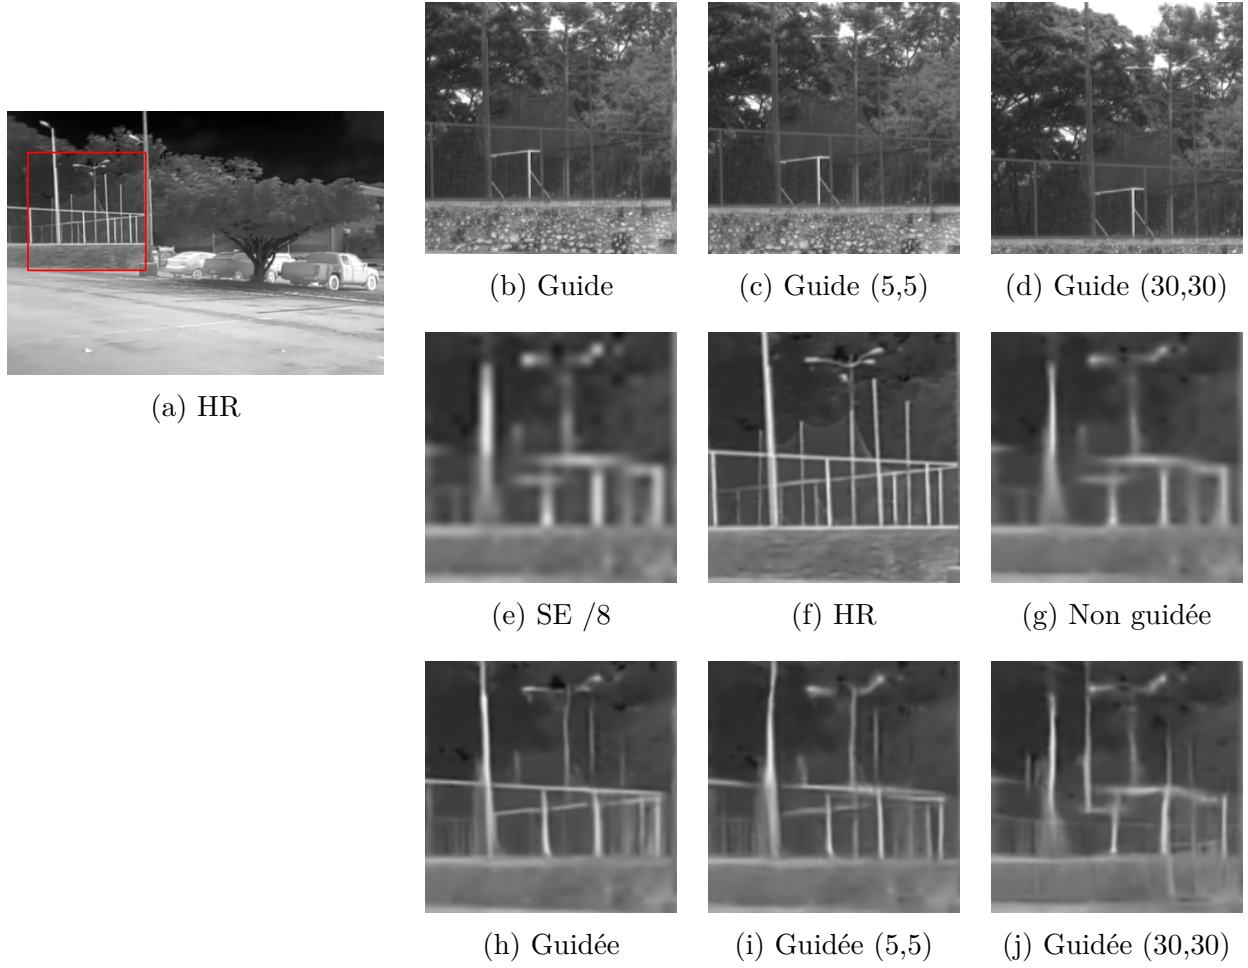 (b) Guide
(c) Guide (5,5)
(d) Guide (30,30)
(a) HR
(e) SE /8
(f) HR
(g) Non guidée
(h) Guidée
(i) Guidée (5,5)
(j) Guidée (30,30)